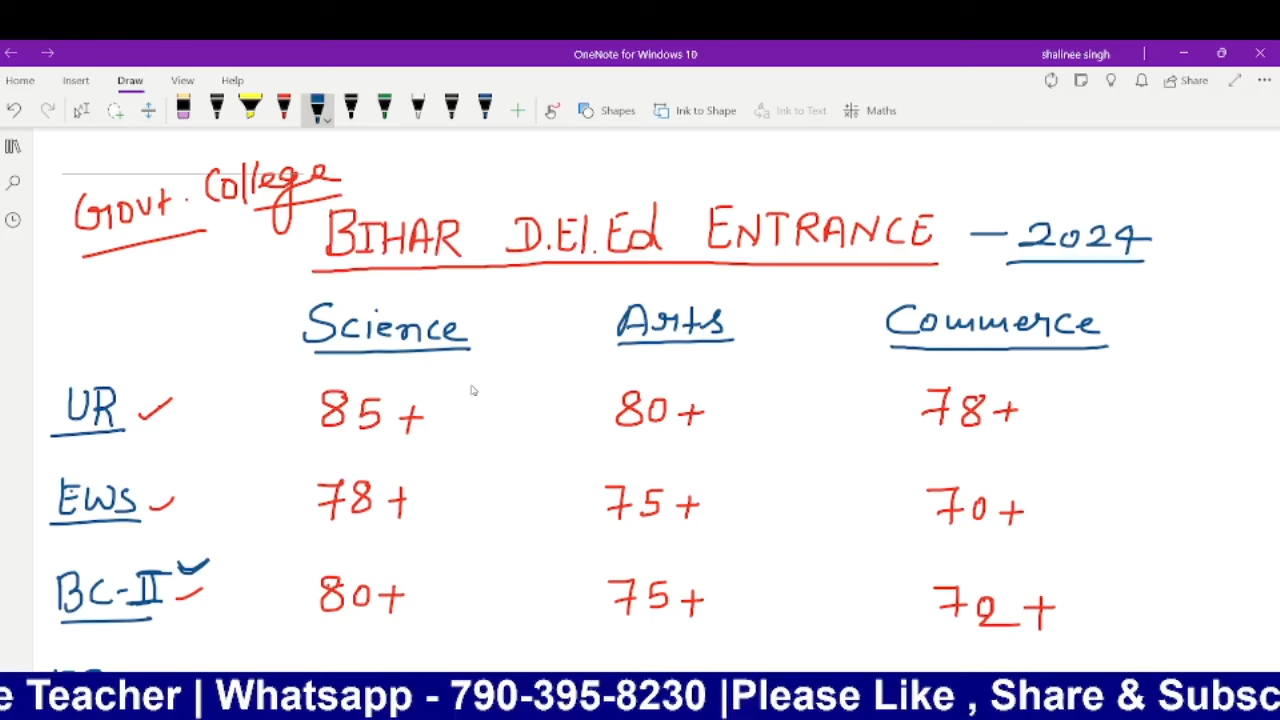 OneNote for Windows 10
shalinee singh
Home Insert Draw View Help
Share
Shapes Ink to Shape Ink to Text Maths
Govt. College
BIHAR D.El.Ed ENTRANCE - 2024
Science Arts Commerce
UR 85+ 80+ 78+
EWS 78+ 75+ 70+
BC-II 80+ 75+ 72+
e Teacher | Whatsapp - 790-395-8230 |Please Like , Share & Subsc